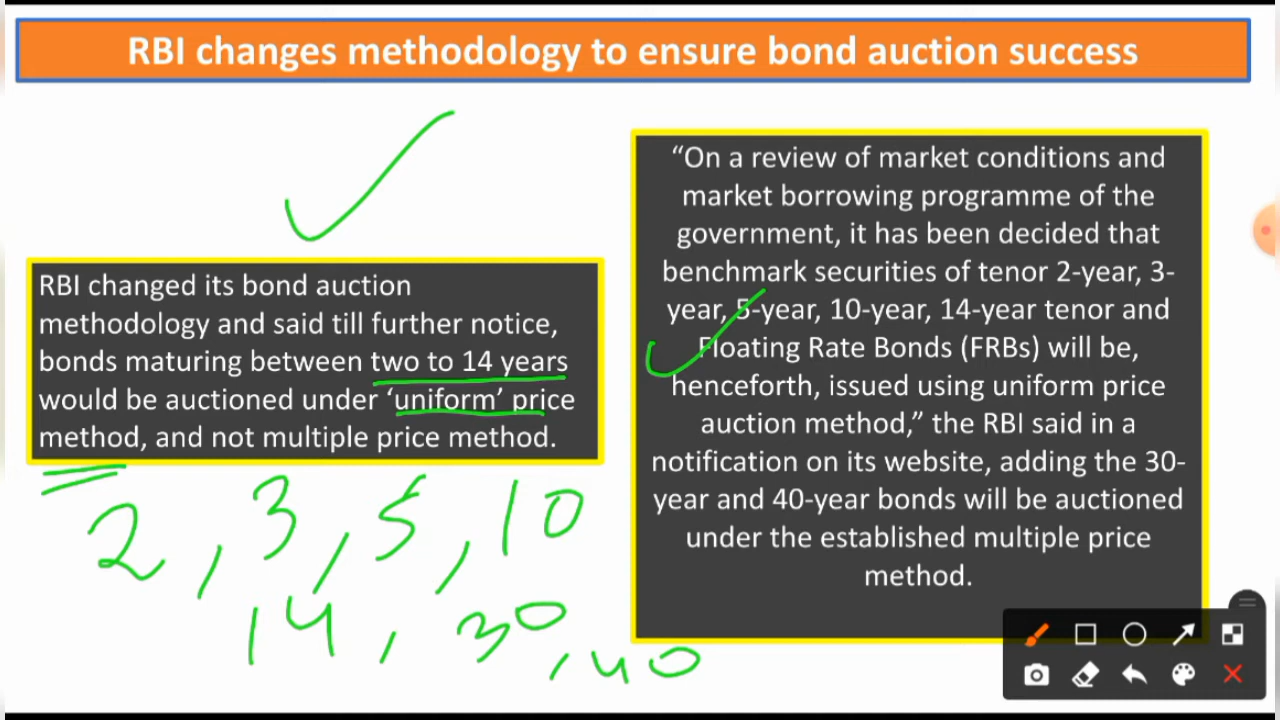 RBI changes methodology to ensure bond auction success
RBI changed its bond auction
methodology and said till further notice,
bonds maturing between two to 14 years
would be auctioned under ‘uniform’ price
method, and not multiple price method.
2, 3, 5, 10
14, 30, 40
“On a review of market conditions and
market borrowing programme of the
government, it has been decided that
benchmark securities of tenor 2-year, 3-
year, 5-year, 10-year, 14-year tenor and
Floating Rate Bonds (FRBs) will be,
henceforth, issued using uniform price
auction method,” the RBI said in a
notification on its website, adding the 30-
year and 40-year bonds will be auctioned
under the established multiple price
method.